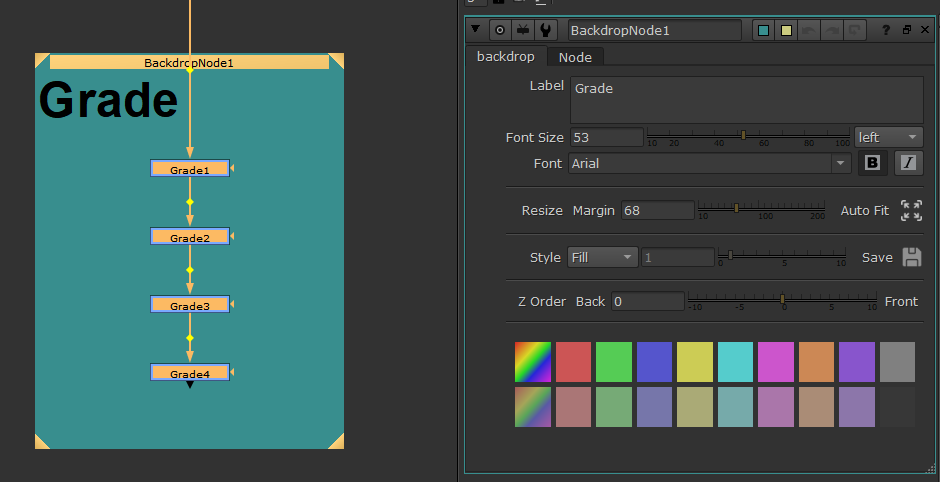 BackdropNode1
Grade
Grade1
Grade2
Grade3
Grade4
BackdropNode1 ?
backdrop Node
Label Grade
Font Size 53 10 20 40 60 80 100 left
Font Arial B I
Resize Margin 68 10 100 200 Auto Fit
Style Fill 1 0 5 10 Save
Z Order Back 0 -10 -5 0 5 10 Front